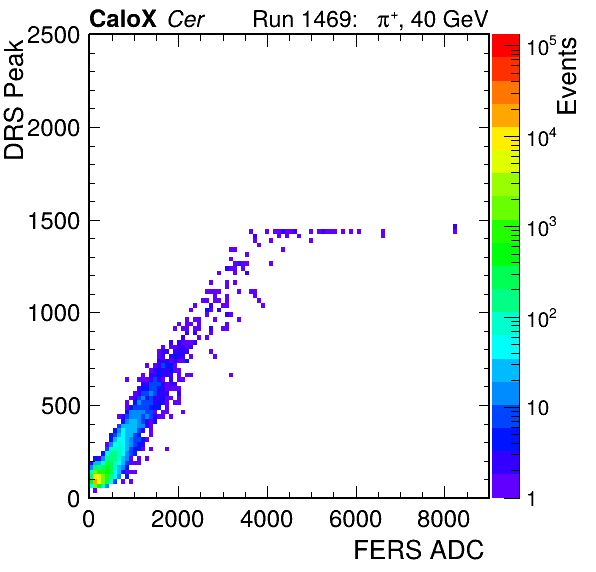 CaloX Cer Run 1469: π⁺, 40 GeV
DRS Peak
2500
2000
1500
1000
500
0
0 2000 4000 6000 8000
FERS ADC
Events
10⁵
10⁴
10³
10²
10
1